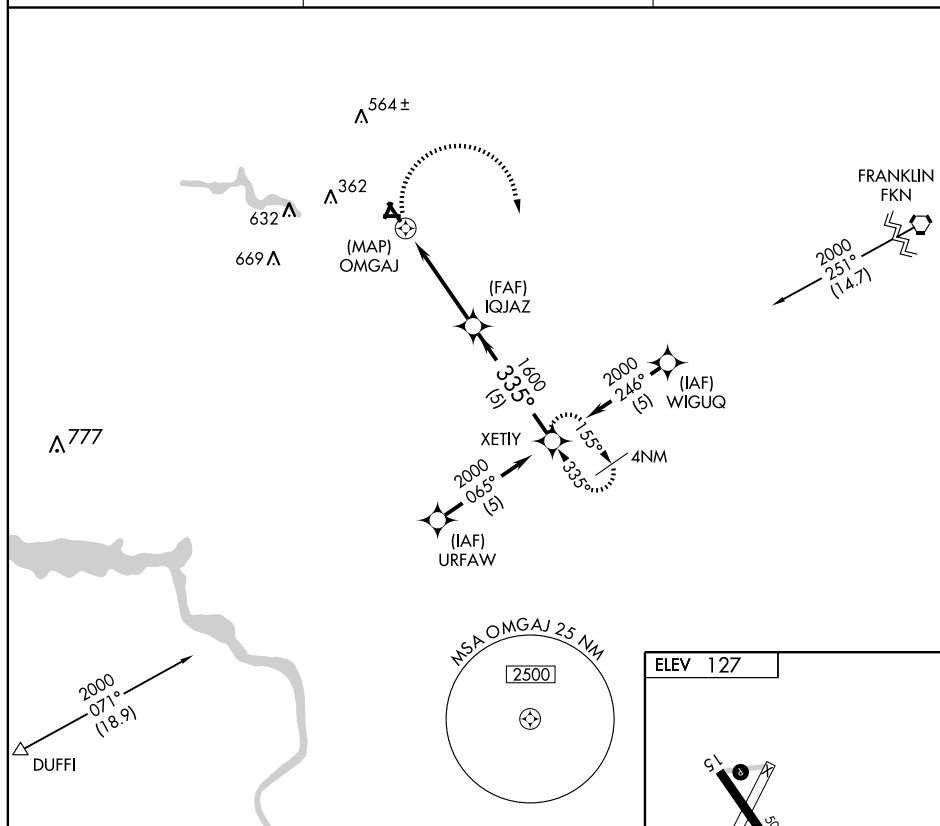 564 ±
362
632
669
(MAP)
OMGAJ
FRANKLIN
FKN
2000
251°
(14.7)
(FAF)
IQJAZ
1600
335°
(5)
2000
246°
(5)
(IAF)
WIGUQ
XETIY
155°
335°
4NM
777
2000
065°
(5)
(IAF)
URFAW
MSA OMGAJ 25 NM
2500
ELEV 127
2000
071°
(18.9)
DUFFI
15
P
X
50